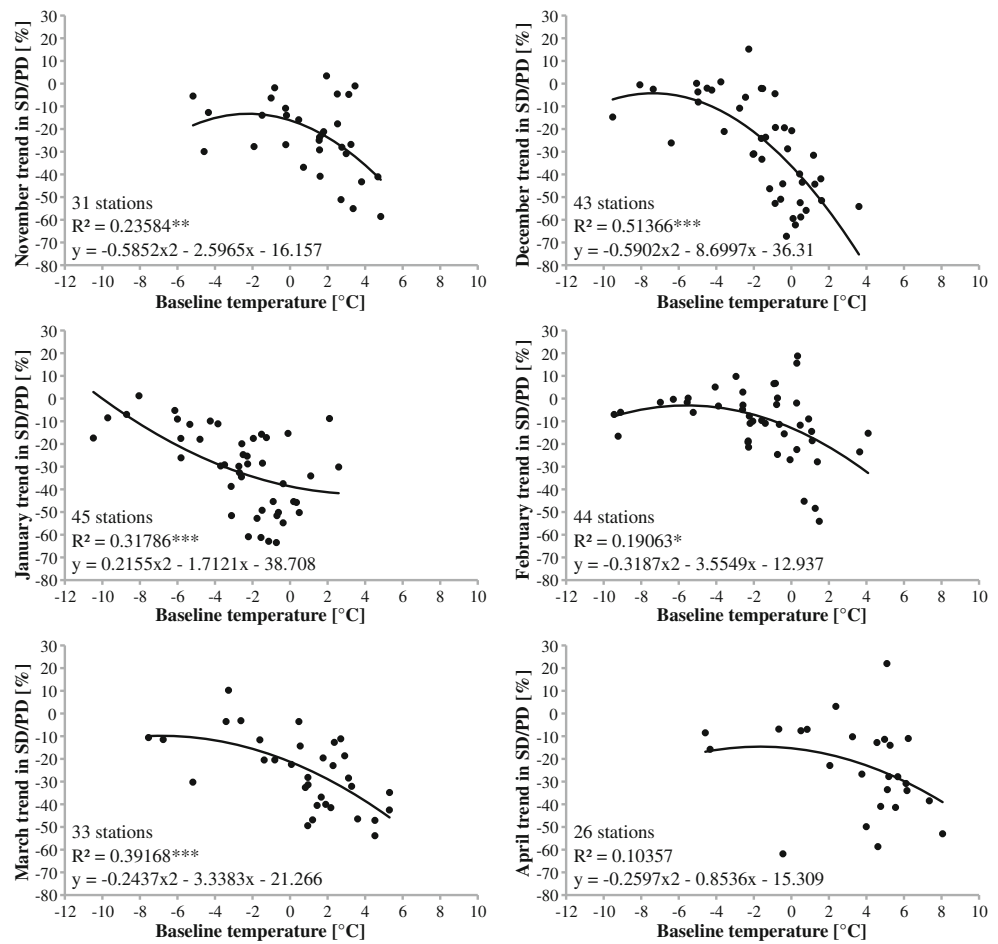 November trend in SD/PD [%]
30
20
10
0
-10
-20
-30
-40
-50
-60
-70
-80
31 stations
R² = 0.23584**
y = -0.5852x2 - 2.5965x - 16.157
-12 -10 -8 -6 -4 -2 0 2 4 6 8 10
Baseline temperature [°C]
December trend in SD/PD [%]
30
20
10
0
-10
-20
-30
-40
-50
-60
-70
-80
43 stations
R² = 0.51366***
y = -0.5902x2 - 8.6997x - 36.31
-12 -10 -8 -6 -4 -2 0 2 4 6 8 10
Baseline temperature [°C]
January trend in SD/PD [%]
30
20
10
0
-10
-20
-30
-40
-50
-60
-70
-80
45 stations
R² = 0.31786***
y = 0.2155x2 - 1.7121x - 38.708
-12 -10 -8 -6 -4 -2 0 2 4 6 8 10
Baseline temperature [°C]
February trend in SD/PD [%]
30
20
10
0
-10
-20
-30
-40
-50
-60
-70
-80
44 stations
R² = 0.19063*
y = -0.3187x2 - 3.5549x - 12.937
-12 -10 -8 -6 -4 -2 0 2 4 6 8 10
Baseline temperature [°C]
March trend in SD/PD [%]
30
20
10
0
-10
-20
-30
-40
-50
-60
-70
-80
33 stations
R² = 0.39168***
y = -0.2437x2 - 3.3383x - 21.266
-12 -10 -8 -6 -4 -2 0 2 4 6 8 10
Baseline temperature [°C]
April trend in SD/PD [%]
30
20
10
0
-10
-20
-30
-40
-50
-60
-70
-80
26 stations
R² = 0.10357
y = -0.2597x2 - 0.8536x - 15.309
-12 -10 -8 -6 -4 -2 0 2 4 6 8 10
Baseline temperature [°C]